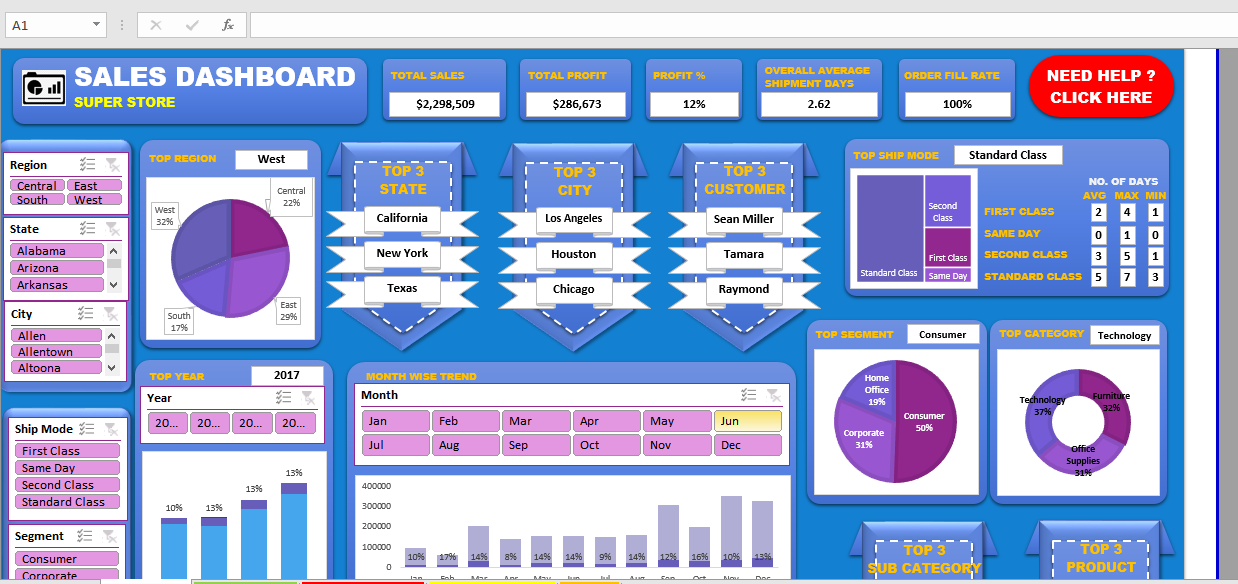 A1
fx
SALES DASHBOARD
SUPER STORE
TOTAL SALES
$2,298,509
TOTAL PROFIT
$286,673
PROFIT %
12%
OVERALL AVERAGE
SHIPMENT DAYS
2.62
ORDER FILL RATE
100%
NEED HELP ?
CLICK HERE
Region
Central East
South West
State
Alabama
Arizona
Arkansas
City
Allen
Allentown
Altoona
Ship Mode
First Class
Same Day
Second Class
Standard Class
Segment
Consumer
Corporate
TOP REGION West
Central
22%
West
32%
South
17%
East
29%
TOP 3
STATE
California
New York
Texas
TOP 3
CITY
Los Angeles
Houston
Chicago
TOP 3
CUSTOMER
Sean Miller
Tamara
Raymond
TOP SHIP MODE Standard Class
Second
Class
First Class
Standard Class
Same Day
NO. OF DAYS
AVG MAX MIN
FIRST CLASS 2 4 1
SAME DAY 0 1 0
SECOND CLASS 3 5 1
STANDARD CLASS 5 7 3
TOP YEAR 2017
Year
20... 20... 20... 20...
10% 13% 13% 13%
MONTH WISE TREND
Month
Jan Feb Mar Apr May Jun
Jul Aug Sep Oct Nov Dec
400000
300000
200000
100000
0
10% 17% 14% 8% 14% 14% 9% 14% 12% 16% 10% 13%
Jan Feb Mar Apr May Jun Jul Aug Sep Oct Nov Dec
TOP SEGMENT Consumer
Home
Office
19%
Consumer
50%
Corporate
31%
TOP CATEGORY Technology
Technology
37%
Furniture
32%
Office
Supplies
31%
TOP 3
SUB CATEGORY
TOP 3
PRODUCT